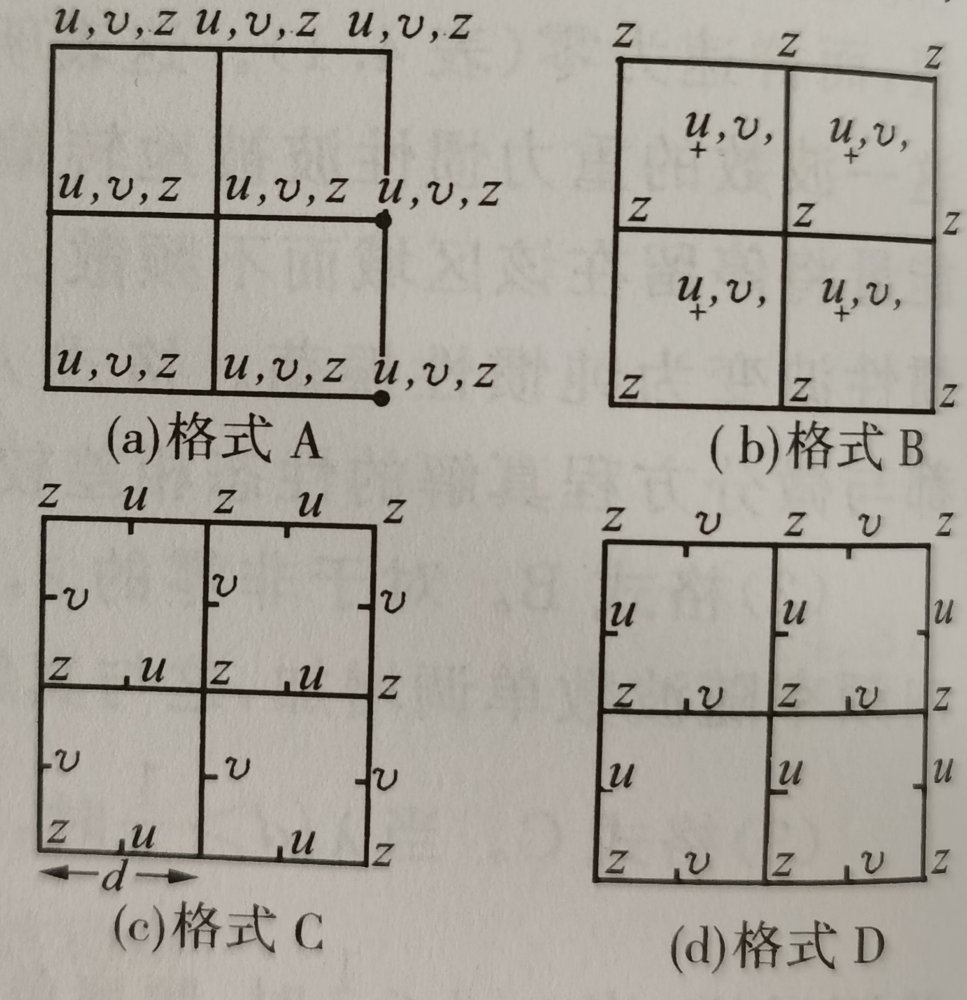 u,v,z u,v,z u,v,z
u,v,z u,v,z u,v,z
u,v,z u,v,z u,v,z
(a)格式 A
z z z
u,v, u,v,
z z z
u,v, u,v,
z z z
(b)格式 B
z u z u z
v v v
z u z u z
v v v
z u u z
d
(c)格式 C
z v z v z
u u u
z v z v z
u u u
z v z v z
(d)格式 D